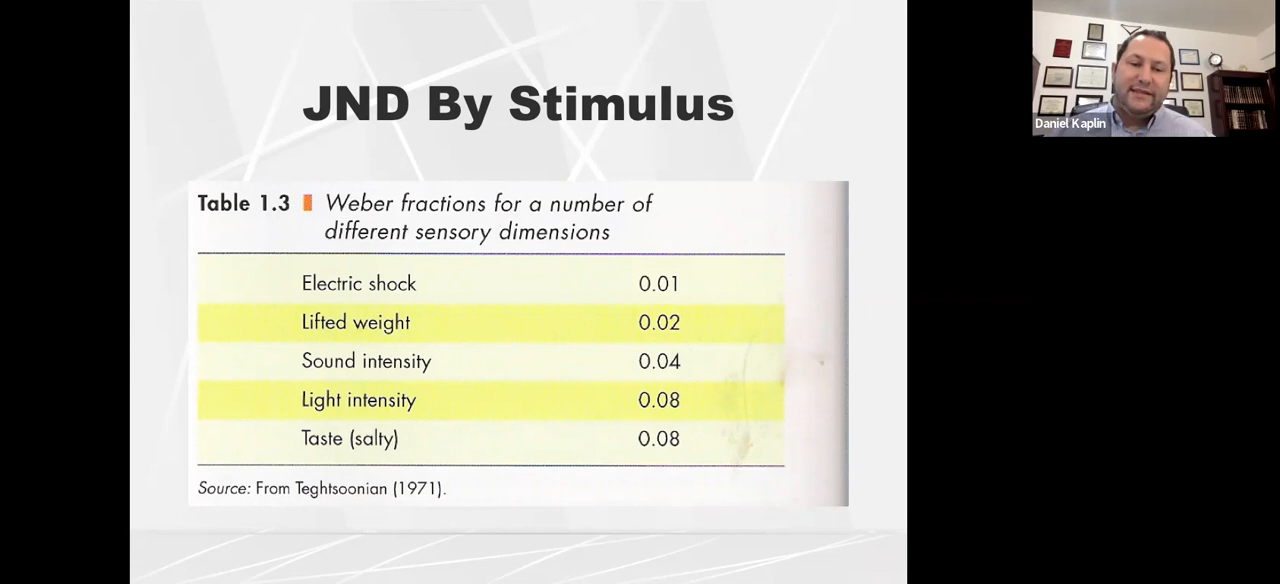 JND By Stimulus
Daniel Kaplin
Table 1.3 Weber fractions for a number of
different sensory dimensions
Electric shock 0.01
Lifted weight 0.02
Sound intensity 0.04
Light intensity 0.08
Taste (salty) 0.08
Source: From Teghtsoonian (1971).